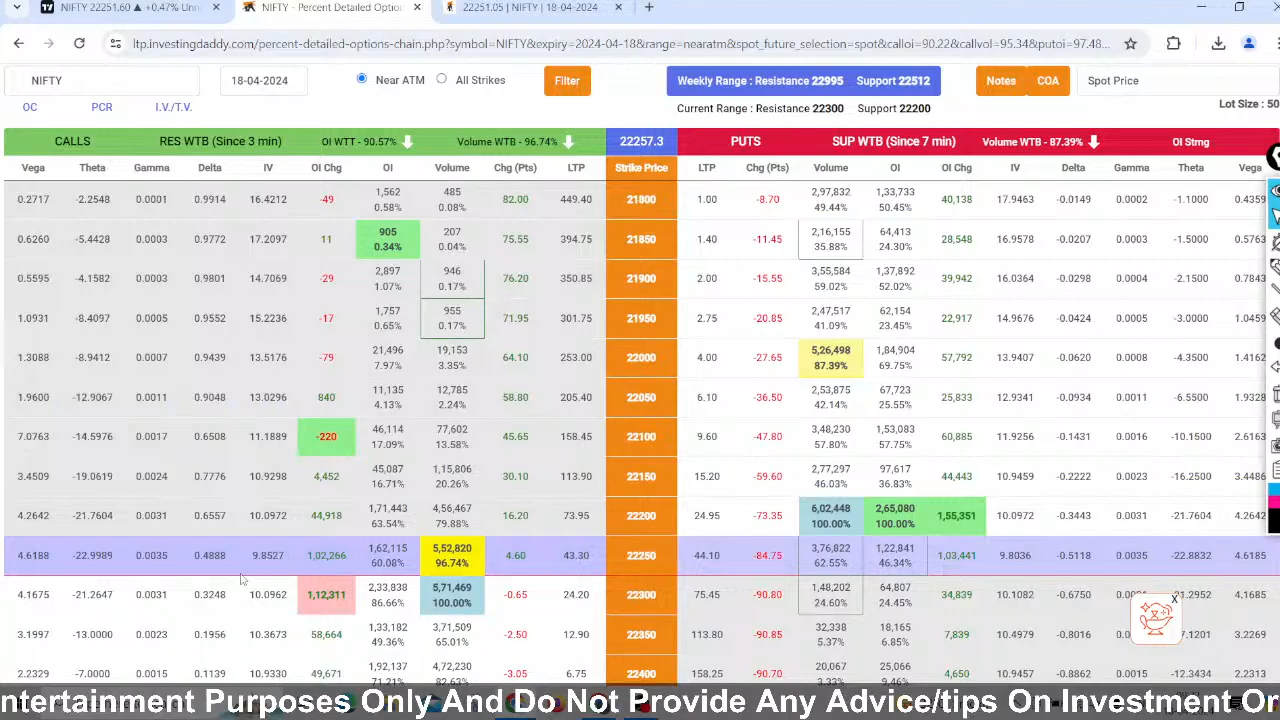 22251.60 ▲ +0.47% Unn
NIFTY - Percent Detailed Optio
22251.05 | NIFTY | 18-04-2024
ltp.investing.com/percent-detailed-options-expiry.php?symbol=NIFTY&expiry=2024-04-18&range=nearatm&spot_future_selection=spot&calloi=90.22&callvol=95.34&putoi=97.48...
NIFTY 18-04-2024 Near ATM All Strikes Filter Weekly Range : Resistance 22995 Support 22512 Notes COA Spot Price
OC PCR I.V./T.V. Current Range : Resistance 22300 Support 22200 Lot Size : 50
CALLS RES WTB (Since 3 min) OI WTT - 90.57% Volume WTB - 96.74% 22257.3 PUTS SUP WTB (Since 7 min) Volume WTB - 87.39% OI Strng
Vega Theta Gamma Delta IV OI Chg OI Volume Chg (Pts) LTP Strike Price LTP Chg (Pts) Volume OI OI Chg IV Delta Gamma Theta Vega
0.2717 -2.2548 0.0001 0.9914 16.4212 -49 1,562 0.58% 485 0.08% 82.00 449.40 21800 1.00 -8.70 2,97,832 49.44% 1,33,733 50.45% 40,138 17.9463 -0.0149 0.0002 -1.1000 0.4359
0.6260 -5.4428 0.0003 0.9772 17.2097 11 905 0.34% 207 0.04% 75.55 394.75 21850 1.40 -11.45 2,16,155 35.88% 64,413 24.30% 28,548 16.9578 -0.0207 0.0003 -1.5000 0.5763
0.5595 -4.1582 0.0003 0.9801 14.7069 -29 2,897 1.07% 946 0.17% 76.20 350.85 21900 2.00 -15.55 3,55,584 59.02% 1,37,892 52.02% 39,942 16.0364 -0.0298 0.0004 -2.1500 0.7843
1.0931 -8.4097 0.0005 0.9552 15.2236 -17 1,757 0.65% 955 0.17% 71.95 301.75 21950 2.75 -20.85 2,47,517 41.09% 62,154 23.45% 22,917 14.9676 -0.0424 0.0005 -3.0000 1.0459
1.3088 -8.9412 0.0007 0.9439 13.5176 -79 21,496 7.97% 19,153 3.35% 64.10 253.00 22000 4.00 -27.65 5,26,498 87.39% 1,84,904 69.75% 57,792 13.9407 -0.0620 0.0008 -4.3500 1.4162
1.9600 -12.9067 0.0011 0.9048 13.0296 840 11,135 4.13% 12,785 2.24% 58.80 205.40 22050 6.10 -36.50 2,53,875 42.14% 67,723 25.55% 25,833 12.9341 -0.0934 0.0011 -6.5500 1.9328
7.0763 -14.5976 0.0017 0.6508 11.1889 -220 46,114 17.09% 77,602 13.58% 45.65 158.45 22100 9.60 -47.80 3,48,230 57.80% 1,53,083 57.75% 60,885 11.9256 -0.1431 0.0016 -10.1500 2.6163
3.4509 -19.0619 0.0024 0.7776 10.9298 4,452 45,087 16.71% 1,15,806 20.26% 30.10 113.90 22150 15.20 -59.60 2,77,297 46.03% 97,617 36.83% 44,443 10.9459 -0.2222 0.0023 -16.2500 3.4486
4.2642 -21.7604 0.0031 0.6557 10.0972 44,918 1,71,443 63.54% 4,56,467 79.88% 16.20 73.95 22200 24.95 -73.35 6,02,448 100.00% 2,65,080 100.00% 1,55,351 10.0972 -0.3443 0.0031 -21.7604 4.2642
4.6188 -22.9989 0.0035 0.4888 9.8527 1,02,266 1,62,115 60.08% 5,52,820 96.74% 4.60 43.30 22250 44.10 -84.75 3,76,822 62.55% 1,22,841 46.34% 1,03,441 9.8036 -0.5118 0.0035 -22.8832 4.6185
4.1675 -21.2647 0.0031 0.3248 10.0962 1,12,311 2,33,838 86.66% 5,71,469 100.00% -0.65 24.20 22300 75.45 -90.80 1,48,202 24.60% 64,807 24.45% 34,839 10.1082 -0.6750 21.2952 4.1685
3.1997 -13.0000 0.0023 0.1956 10.3673 58,664 1,33,182 49.36% 3,71,509 65.01% -2.50 12.90 22350 113.80 -90.85 32,338 5.37% 18,165 6.85% 7,839 10.4979 -0.8016 3.2269
2.2329 -7.0000 0.0015 0.1139 10.9330 49,671 1,92,137 71.21% 4,72,230 82.63% -3.05 6.75 22400 158.25 -90.70 20,067 3.33% 25,066 9.46% 4,650 10.9645 -0.8862 -12.3434 2.2313
ntertainment Purposes Only And Do Not Provide Any Advice/tips On Investment Or